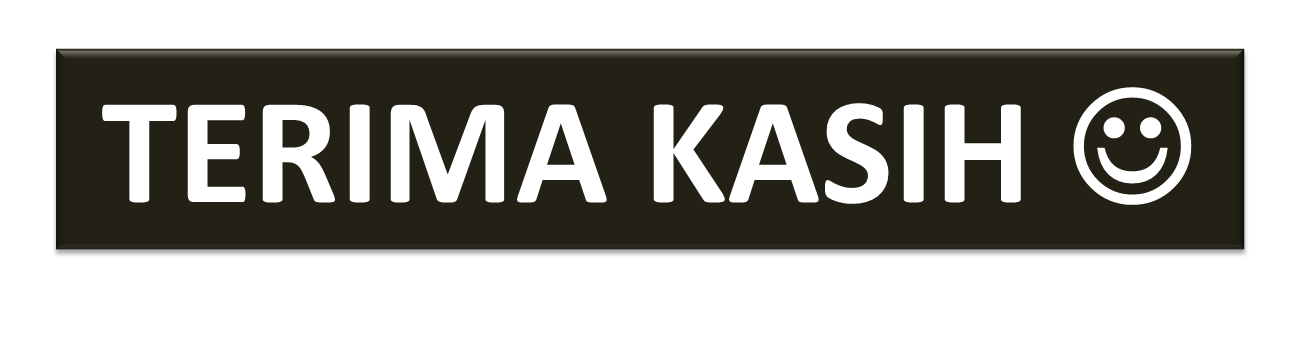 TERIMA KASIH ☺